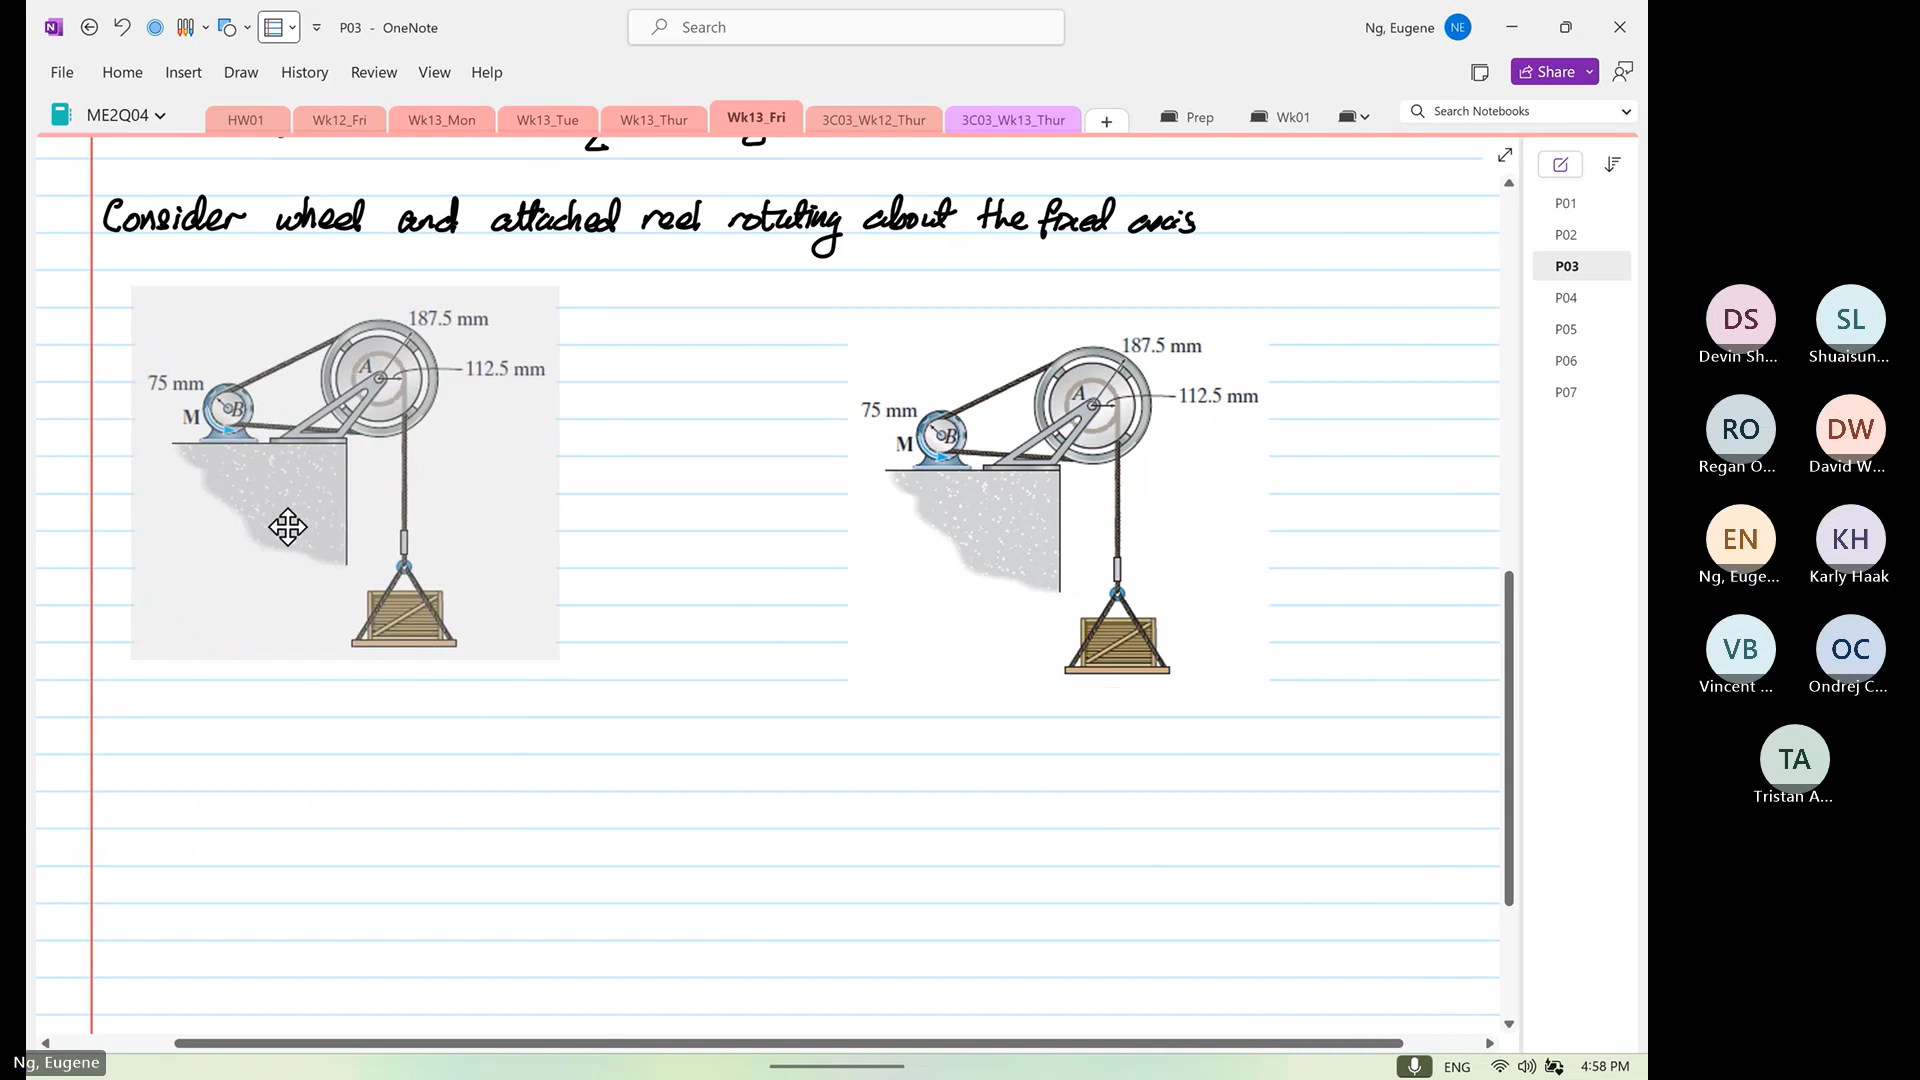 P03 - OneNote
Search
Ng, Eugene
NE
File
Home
Insert
Draw
History
Review
View
Help
Share
ME2Q04
HW01
Wk12_Fri
Wk13_Mon
Wk13_Tue
Wk13_Thur
Wk13_Fri
3C03_Wk12_Thur
3C03_Wk13_Thur
Prep
Wk01
Search Notebooks
Consider wheel and attached reel rotating about the fixed axis
187.5 mm
A
112.5 mm
75 mm
B
M
187.5 mm
A
112.5 mm
75 mm
B
M
P01
P02
P03
P04
P05
P06
P07
DS
Devin Sh...
SL
Shuaisun...
RO
Regan O...
DW
David W...
EN
Ng, Euge...
KH
Karly Haak
VB
Vincent ...
OC
Ondrej C...
TA
Tristan A...
Ng, Eugene
ENG
4:58 PM